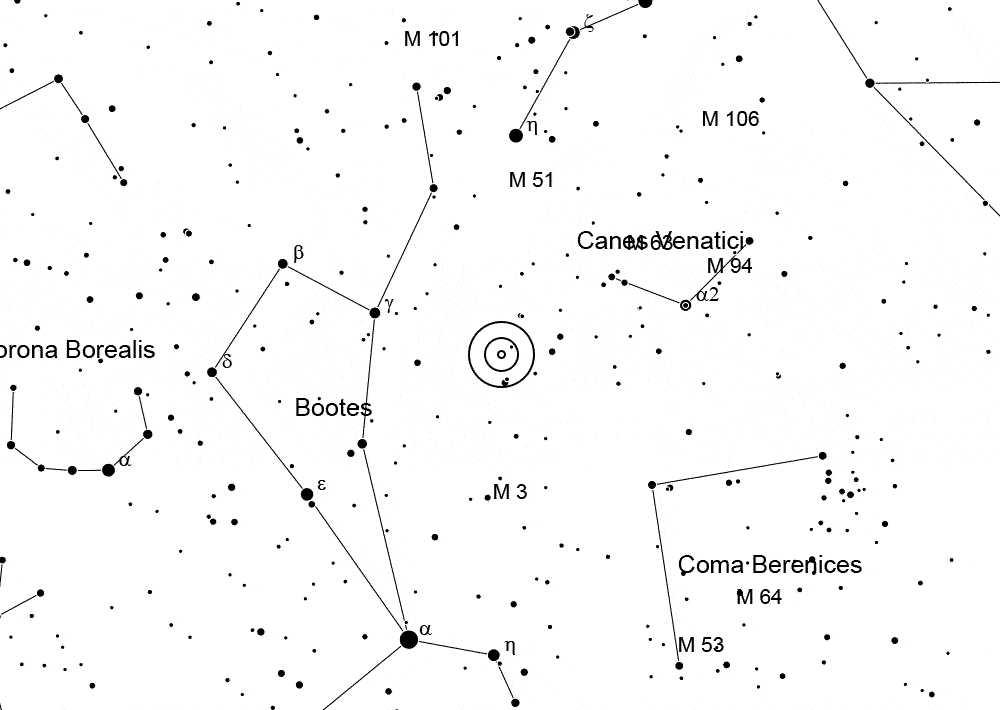 ζ
M 101
M 106
η
M 51
Canes Venatici
M 63
β
M 94
α2
γ
orona Borealis
δ
Bootes
α
ε
M 3
Coma Berenices
M 64
α
η
M 53